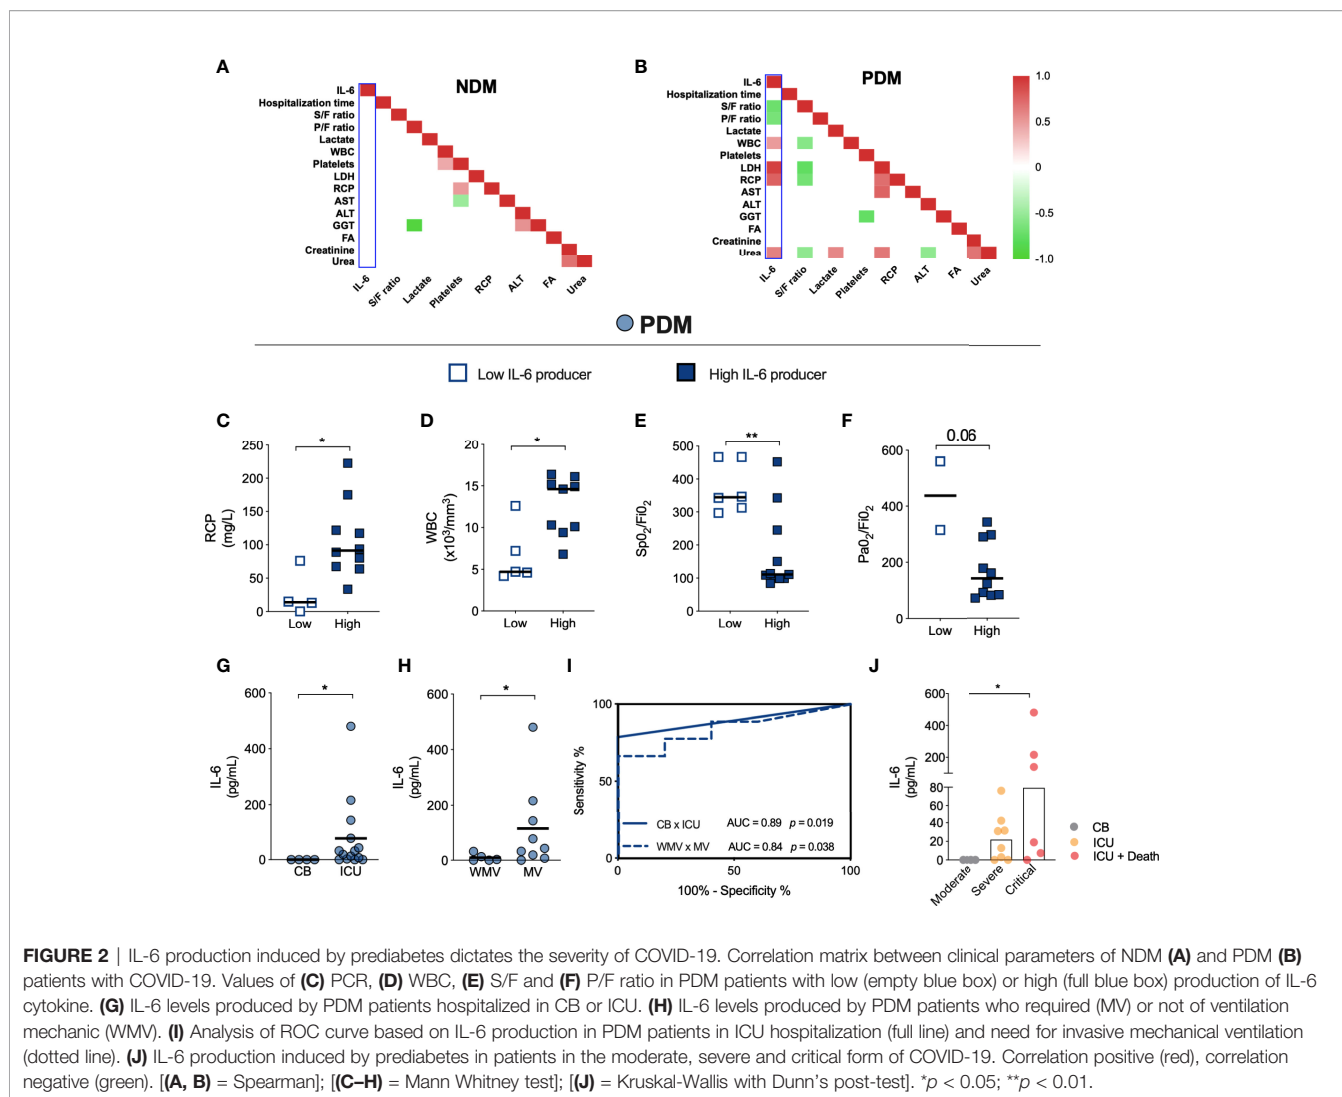 A
NDM
IL-6
Hospitalization time
S/F ratio
P/F ratio
Lactate
WBC
Platelets
LDH
RCP
AST
ALT
GGT
FA
Creatinine
Urea
IL-6
S/F ratio
Lactate
Platelets
RCP
ALT
FA
Urea
B
PDM
IL-6
Hospitalization time
S/F ratio
P/F ratio
Lactate
WBC
Platelets
LDH
RCP
AST
ALT
GGT
FA
Creatinine
Urea
IL-6
S/F ratio
Lactate
Platelets
RCP
ALT
FA
Urea
1.0
0.5
0
-0.5
-1.0
PDM
Low IL-6 producer
High IL-6 producer
C
RCP
(mg/L)
250
200
150
100
50
0
*
Low
High
D
WBC
(x10³/mm³)
20
15
10
5
0
*
Low
High
E
Sp0₂/Fi0₂
500
400
300
200
100
0
**
Low
High
F
Pa0₂/Fi0₂
600
400
200
0
0.06
Low
High
G
IL-6
(pg/mL)
600
400
200
0
*
CB
ICU
H
IL-6
(pg/mL)
600
400
200
0
*
WMV
MV
I
Sensitivity %
100
50
0
CB x ICU AUC = 0.89 p = 0.019
WMV x MV AUC = 0.84 p = 0.038
0
50
100
100% - Specificity %
J
IL-6
(pg/mL)
600
400
200
80
60
40
20
0
*
Moderate
Severe
Critical
CB
ICU
ICU + Death
FIGURE 2 | IL-6 production induced by prediabetes dictates the severity of COVID-19. Correlation matrix between clinical parameters of NDM (A) and PDM (B)
patients with COVID-19. Values of (C) PCR, (D) WBC, (E) S/F and (F) P/F ratio in PDM patients with low (empty blue box) or high (full blue box) production of IL-6
cytokine. (G) IL-6 levels produced by PDM patients hospitalized in CB or ICU. (H) IL-6 levels produced by PDM patients who required (MV) or not of ventilation
mechanic (WMV). (I) Analysis of ROC curve based on IL-6 production in PDM patients in ICU hospitalization (full line) and need for invasive mechanical ventilation
(dotted line). (J) IL-6 production induced by prediabetes in patients in the moderate, severe and critical form of COVID-19. Correlation positive (red), correlation
negative (green). [(A, B) = Spearman]; [(C–H) = Mann Whitney test]; [(J) = Kruskal-Wallis with Dunn's post-test]. *p < 0.05; **p < 0.01.